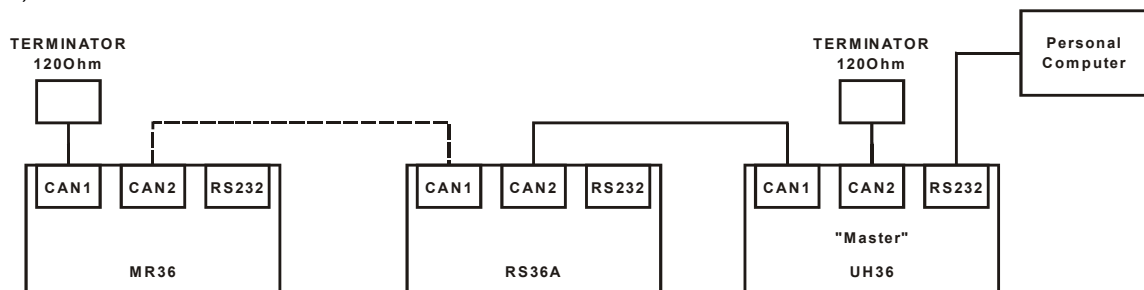 TERMINATOR
120Ohm
TERMINATOR
120Ohm
Personal
Computer
CAN1 CAN2 RS232
CAN1 CAN2 RS232
CAN1 CAN2 RS232
MR36
RS36A
"Master"
UH36